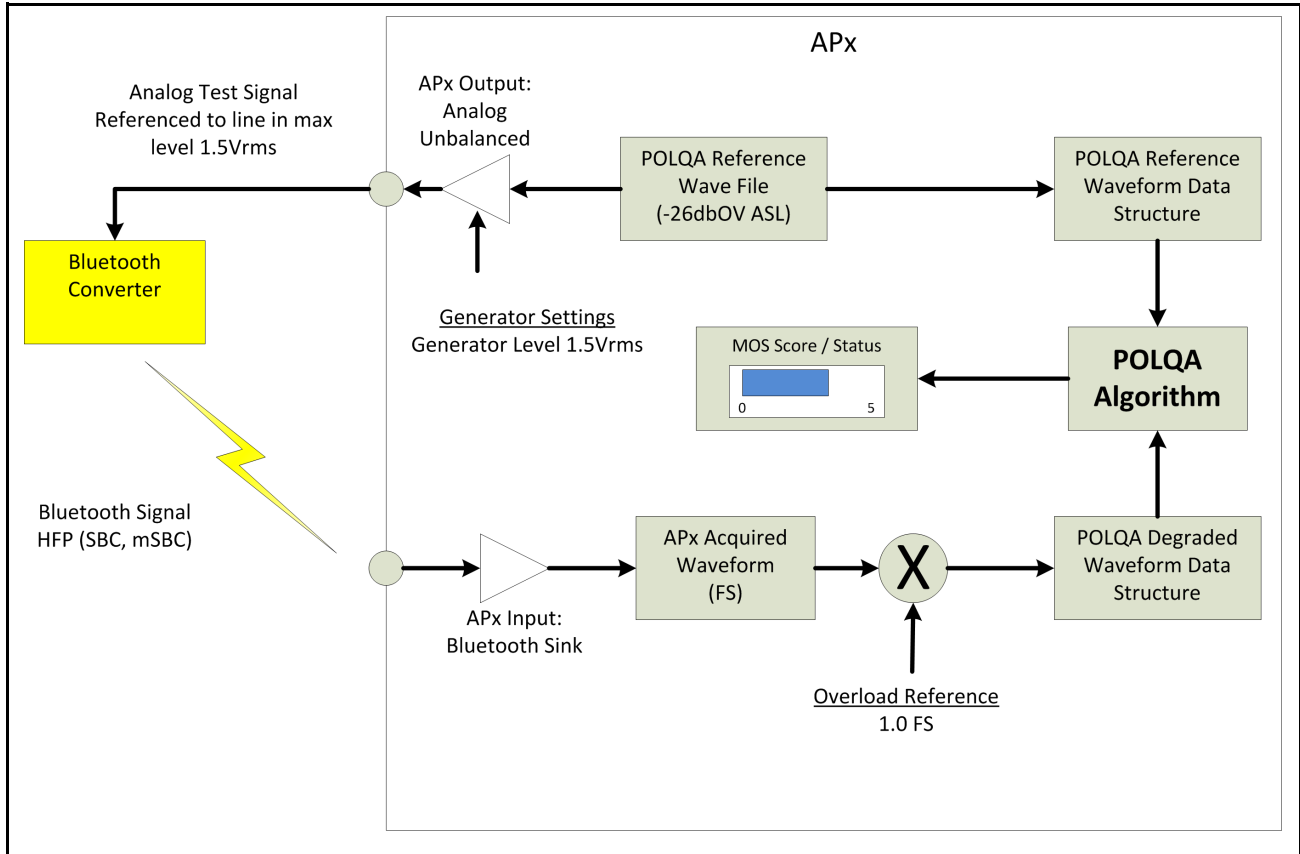 APx
Analog Test Signal
Referenced to line in max
level 1.5Vrms
APx Output:
Analog
Unbalanced
POLQA Reference
Wave File
(-26dbOV ASL)
POLQA Reference
Waveform Data
Structure
Bluetooth
Converter
Generator Settings
Generator Level 1.5Vrms
MOS Score / Status
0 5
POLQA
Algorithm
Bluetooth Signal
HFP (SBC, mSBC)
APx Input:
Bluetooth Sink
APx Acquired
Waveform
(FS)
X
POLQA Degraded
Waveform Data
Structure
Overload Reference
1.0 FS